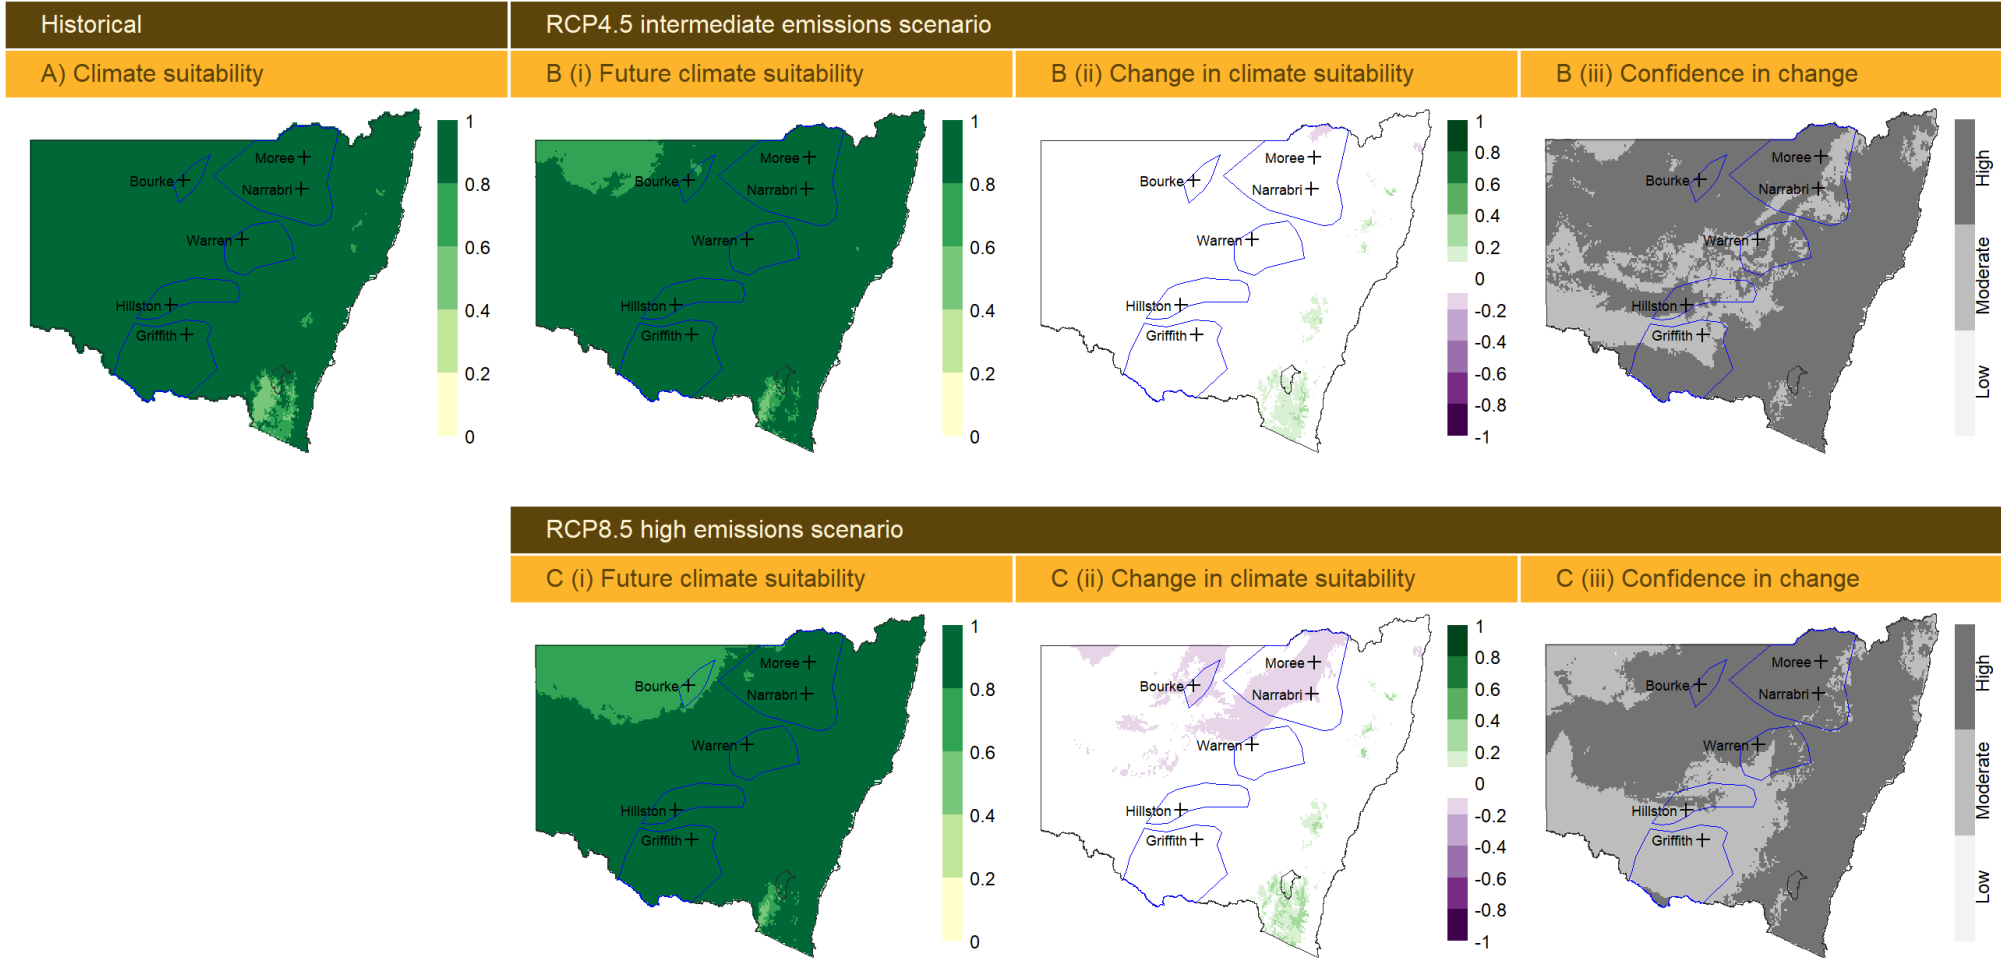 Historical
RCP4.5 intermediate emissions scenario
A) Climate suitability
B (i) Future climate suitability
B (ii) Change in climate suitability
B (iii) Confidence in change
Moree
Bourke
Narrabri
Warren
Hillston
Griffith
1
0.8
0.6
0.4
0.2
0
Moree
Bourke
Narrabri
Warren
Hillston
Griffith
1
0.8
0.6
0.4
0.2
0
Moree
Bourke
Narrabri
Warren
Hillston
Griffith
1
0.8
0.6
0.4
0.2
0
-0.2
-0.4
-0.6
-0.8
-1
Moree
Bourke
Narrabri
Warren
Hillston
Griffith
High
Moderate
Low
RCP8.5 high emissions scenario
C (i) Future climate suitability
C (ii) Change in climate suitability
C (iii) Confidence in change
Moree
Bourke
Narrabri
Warren
Hillston
Griffith
1
0.8
0.6
0.4
0.2
0
Moree
Bourke
Narrabri
Warren
Hillston
Griffith
1
0.8
0.6
0.4
0.2
0
-0.2
-0.4
-0.6
-0.8
-1
Moree
Bourke
Narrabri
Warren
Hillston
Griffith
High
Moderate
Low